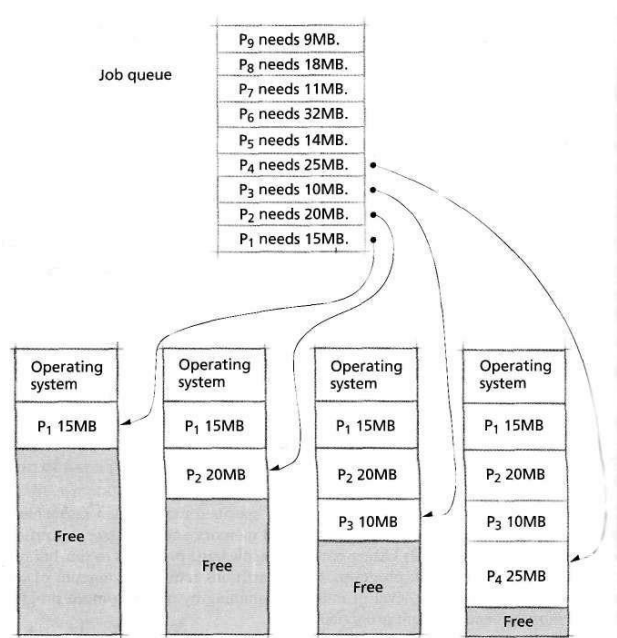 Job queue
P₉ needs 9MB.
P₈ needs 18MB.
P₇ needs 11MB.
P₆ needs 32MB.
P₅ needs 14MB.
P₄ needs 25MB.
P₃ needs 10MB.
P₂ needs 20MB.
P₁ needs 15MB.
Operating
system
P₁ 15MB
Free
Operating
system
P₁ 15MB
P₂ 20MB
Free
Operating
system
P₁ 15MB
P₂ 20MB
P₃ 10MB
Free
Operating
system
P₁ 15MB
P₂ 20MB
P₃ 10MB
P₄ 25MB
Free